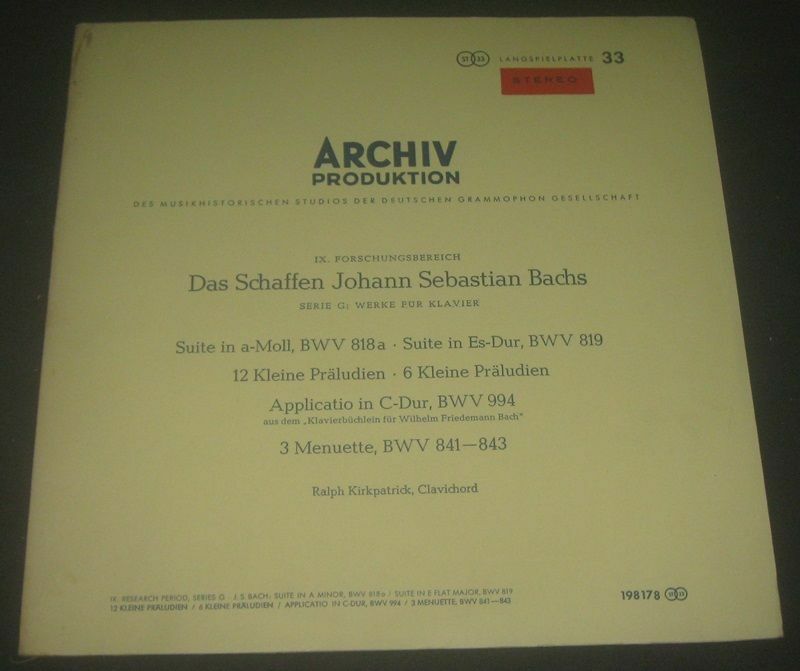 ST 33 LANGSPIELPLATTE 33
STEREO
ARCHIV
PRODUKTION
DES MUSIKHISTORISCHEN STUDIOS DER DEUTSCHEN GRAMMOPHON GESELLSCHAFT
IX. FORSCHUNGSBEREICH
Das Schaffen Johann Sebastian Bachs
SERIE G: WERKE FÜR KLAVIER
Suite in a-Moll, BWV 818a · Suite in Es-Dur, BWV 819
12 Kleine Präludien · 6 Kleine Präludien
Applicatio in C-Dur, BWV 994
aus dem „Klavierbüchlein für Wilhelm Friedemann Bach"
3 Menuette, BWV 841—843
Ralph Kirkpatrick, Clavichord
IX. RESEARCH PERIOD, SERIES G · J. S. BACH: SUITE IN A MINOR, BWV 818a / SUITE IN E FLAT MAJOR, BWV 819
12 KLEINE PRÄLUDIEN / 6 KLEINE PRÄLUDIEN / APPLICATIO IN C-DUR, BWV 994 / 3 MENUETTE, BWV 841—843
198178 ST 33